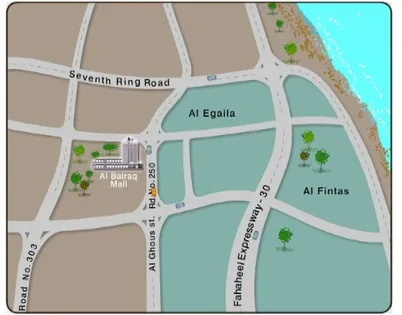 Seventh Ring Road
Al Egaila
Al Bairaq
Mall
Al Fintas
Al Ghous st. Rd.No.250
Fahaheel Expressway - 30
Road No.303